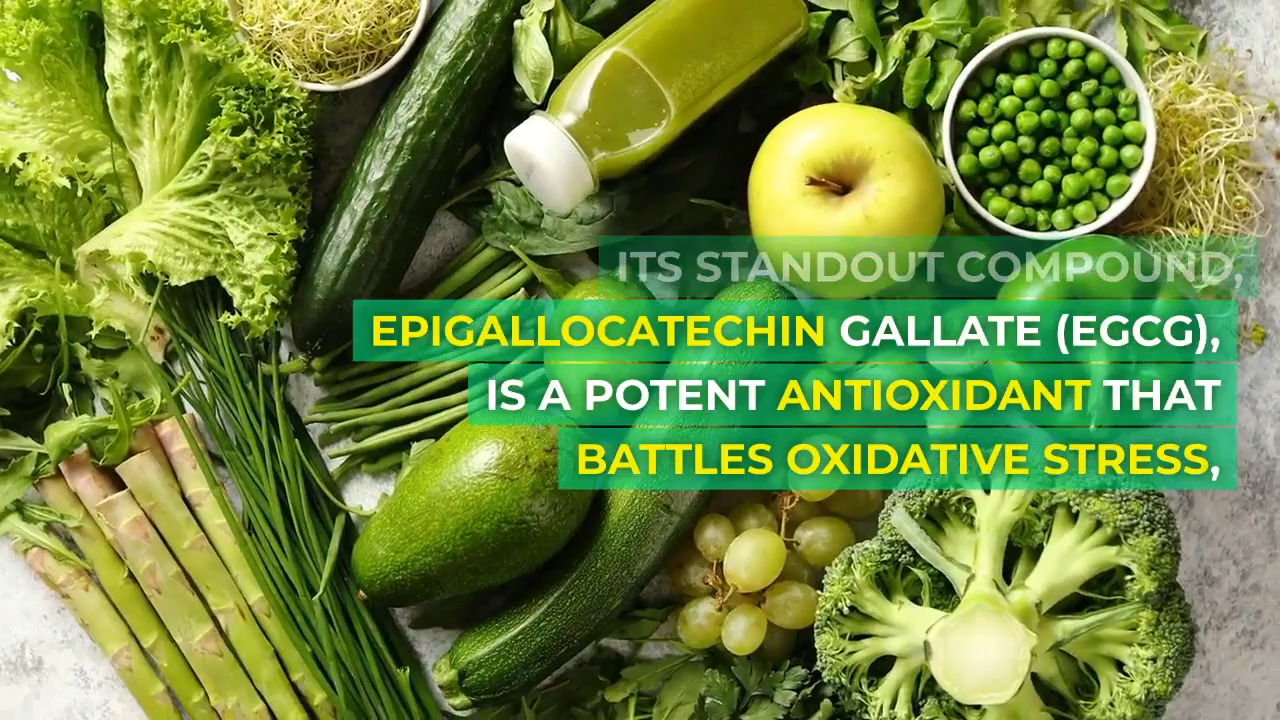 ITS STANDOUT COMPOUND,
EPIGALLOCATECHIN GALLATE (EGCG),
IS A POTENT ANTIOXIDANT THAT
BATTLES OXIDATIVE STRESS,